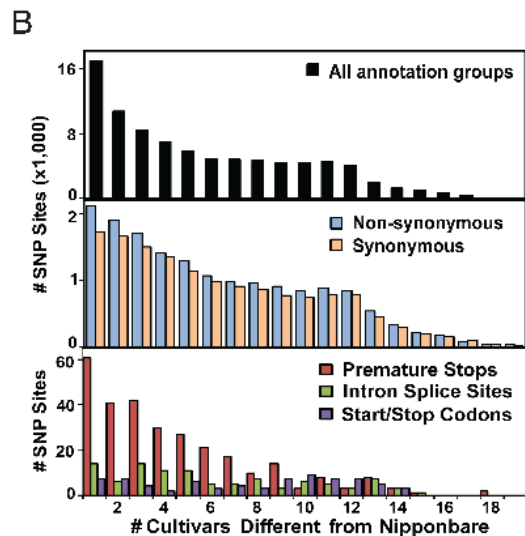 B
16
8
0
# SNP Sites (x1,000)
All annotation groups
2
1
0
Non-synonymous
Synonymous
60
40
20
0
# SNP Sites
Premature Stops
Intron Splice Sites
Start/Stop Codons
2 4 6 8 10 12 14 16 18
# Cultivars Different from Nipponbare